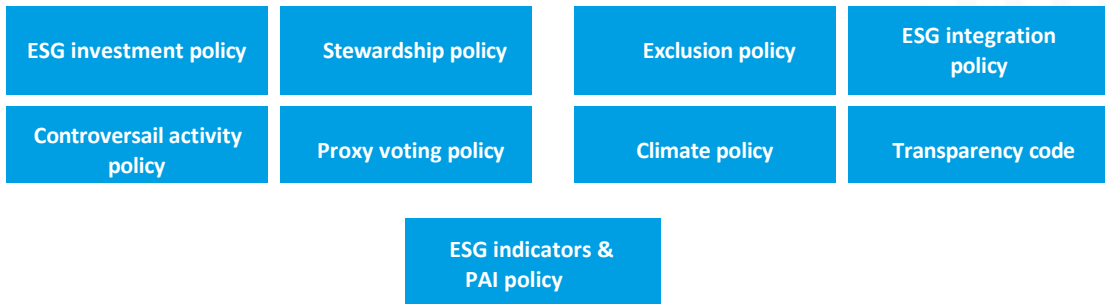 ESG investment policy
Stewardship policy
Exclusion policy
ESG integration
policy
Controversail activity
policy
Proxy voting policy
Climate policy
Transparency code
ESG indicators &
PAI policy